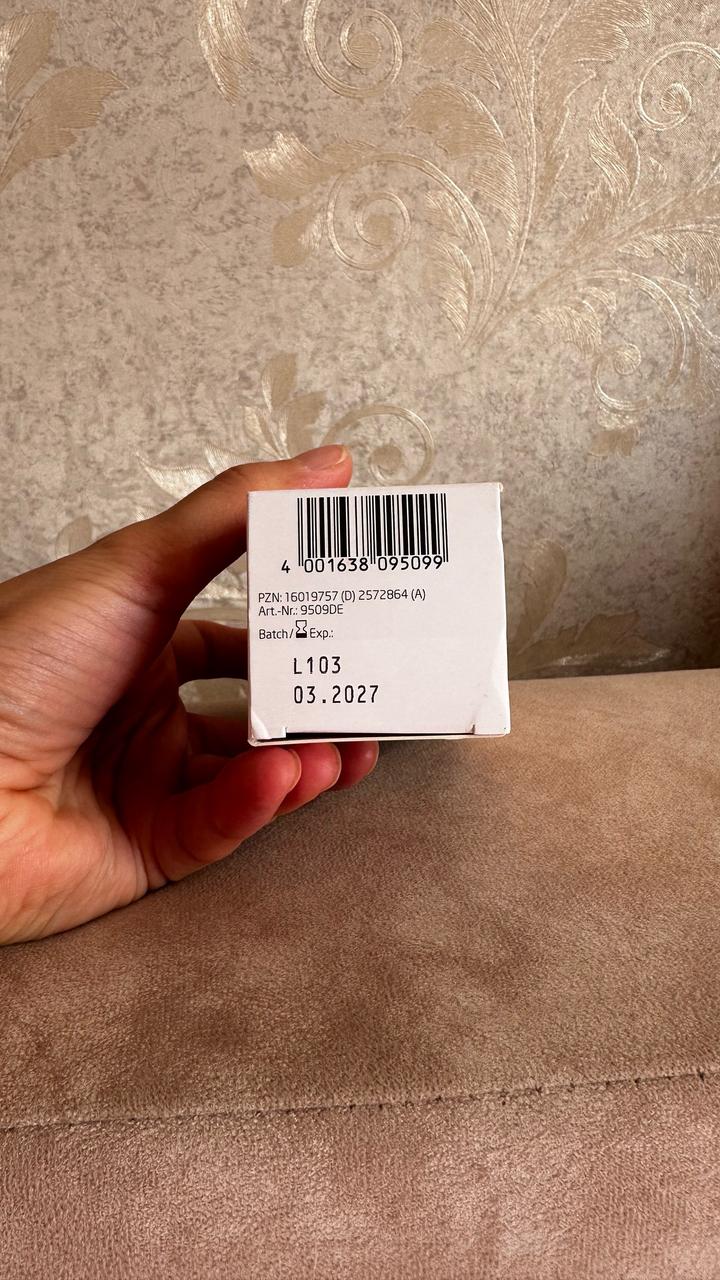 4 001638 095099
PZN: 16019757 (D) 2572864 (A)
Art.-Nr.: 9509DE
Batch/⌛Exp.:
L103
03.2027